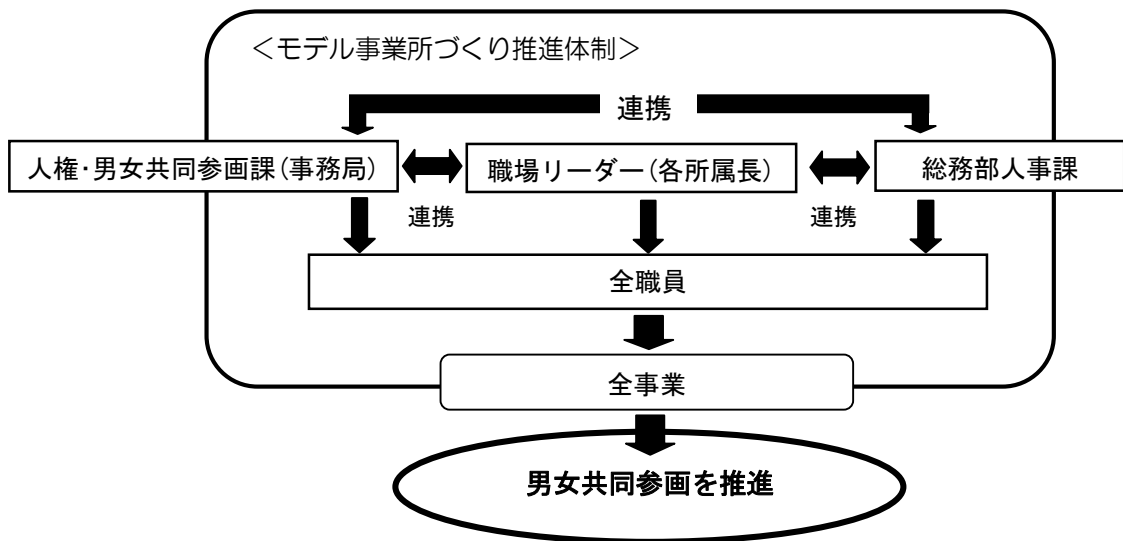 ＜モデル事業所づくり推進体制＞
連携
人権・男女共同参画課（事務局）
職場リーダー（各所属長）
総務部人事課
連携
連携
全職員
全事業
男女共同参画を推進